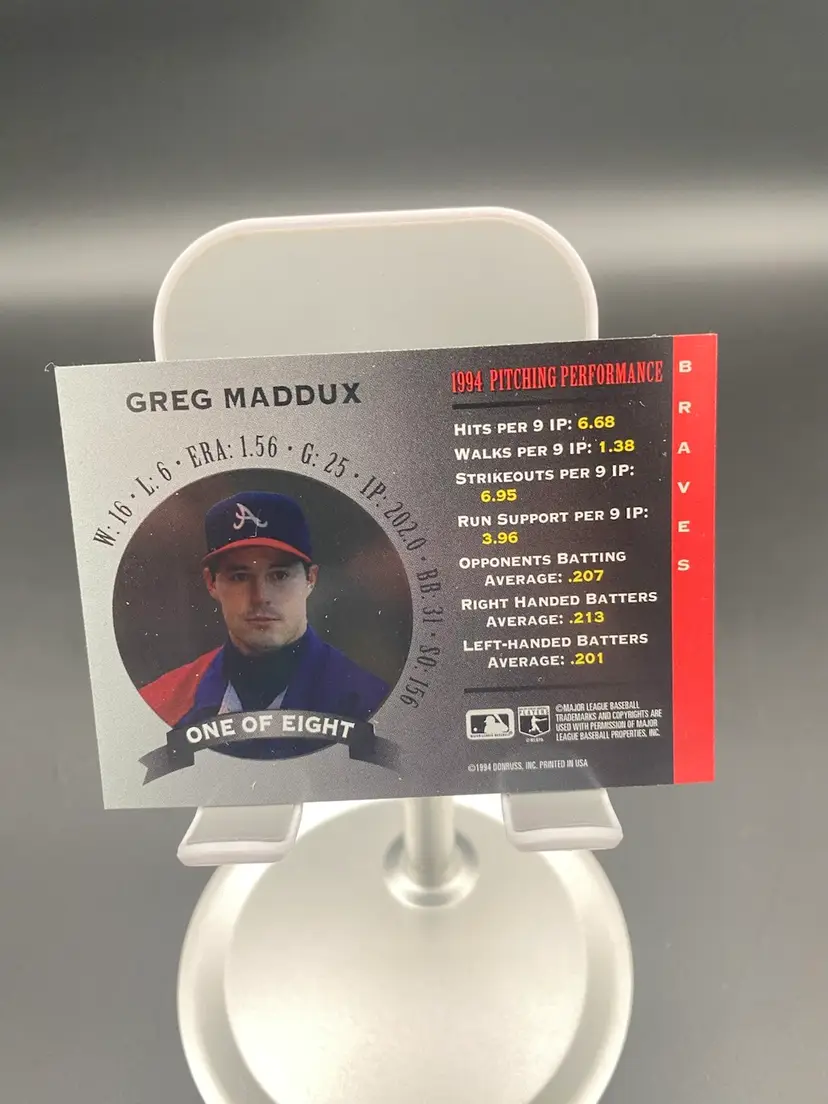 GREG MADDUX
W: 16 • L: 6 • ERA: 1.56 • G: 25 • IP: 202.0 • BB: 31 • SO: 156
A
ONE OF EIGHT
1994 PITCHING PERFORMANCE
HITS PER 9 IP: 6.68
WALKS PER 9 IP: 1.38
STRIKEOUTS PER 9 IP:
6.95
RUN SUPPORT PER 9 IP:
3.96
OPPONENTS BATTING
AVERAGE: .207
RIGHT HANDED BATTERS
AVERAGE: .213
LEFT-HANDED BATTERS
AVERAGE: .201
©MAJOR LEAGUE BASEBALL
TRADEMARKS AND COPYRIGHTS ARE
USED WITH PERMISSION OF MAJOR
LEAGUE BASEBALL PROPERTIES, INC.
©1994 DONRUSS, INC. PRINTED IN USA
BRAVES